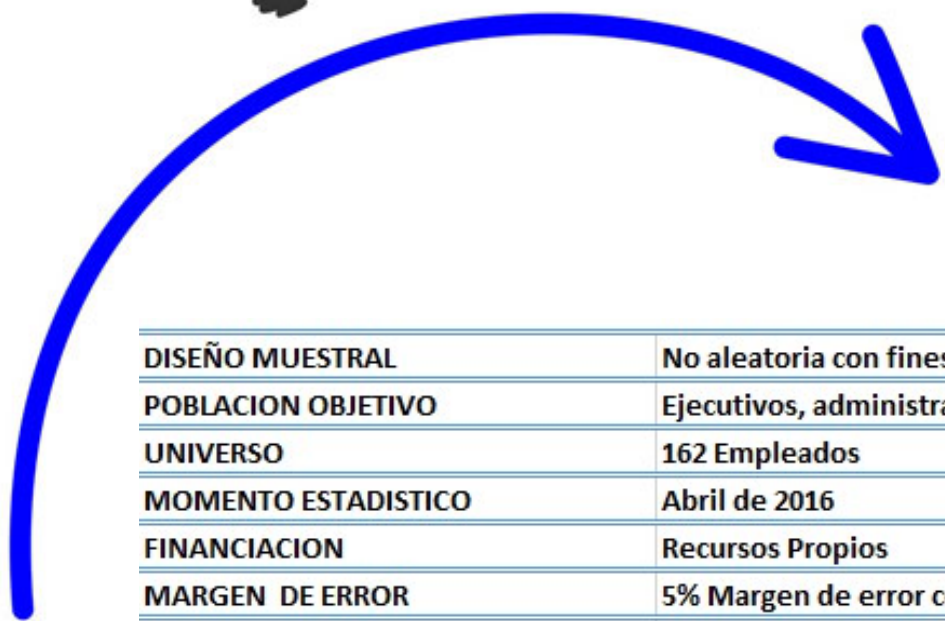 DISEÑO MUESTRAL No aleatoria con fines
POBLACION OBJETIVO Ejecutivos,
UNIVERSO 162 Empleados
MOMENTO ESTADISTICO Abril de 2016
FINANCIACION Recursos Propios
MARGEN DE ERROR 5% Margen de error